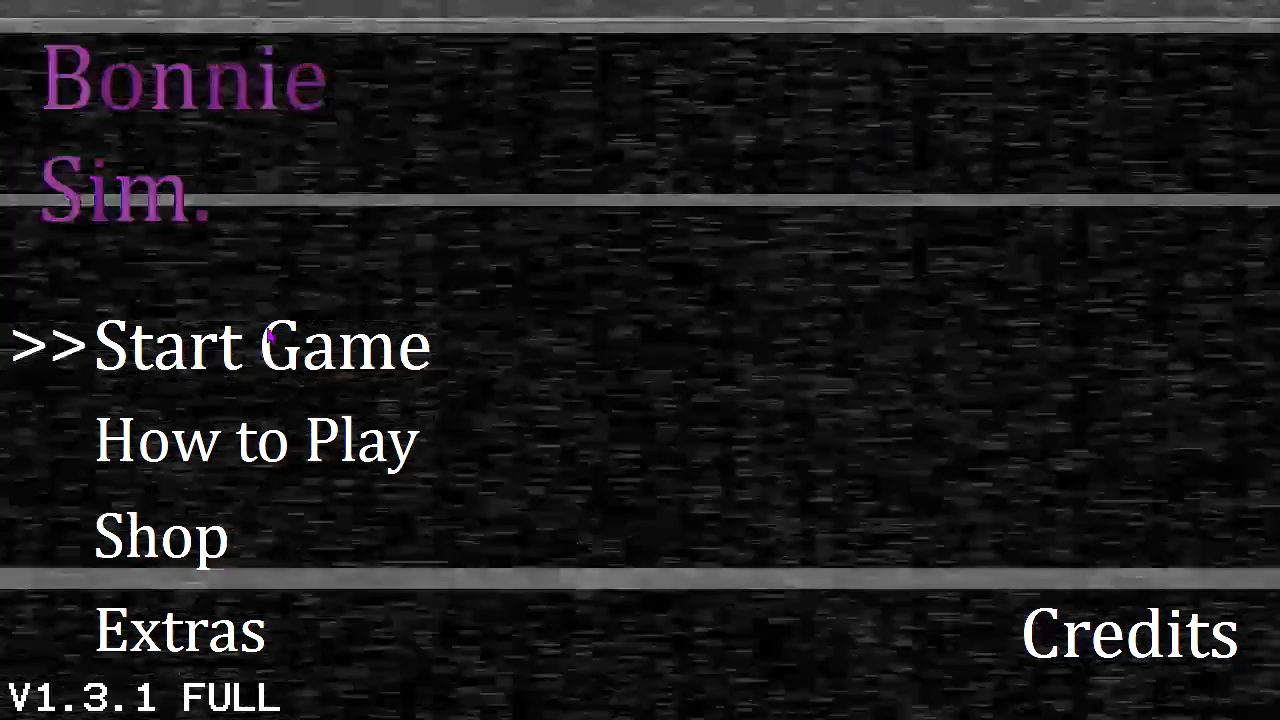 Bonnie
Sim.
>>Start Game
How to Play
Shop
Extras
Credits
V1.3.1 FULL